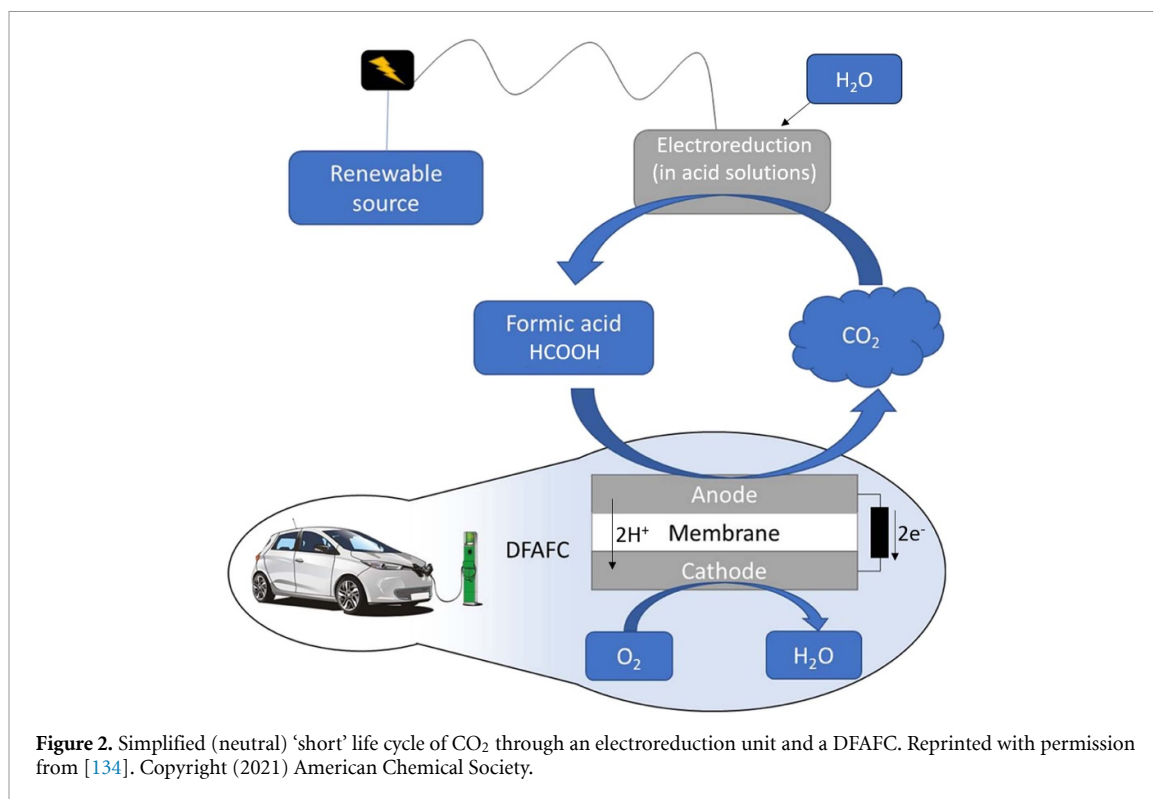 H₂O
Electroreduction
(in acid solutions)
Renewable
source
Formic acid
HCOOH
CO₂
Anode
2H⁺
Membrane
2e⁻
DFAFC
Cathode
O₂
H₂O
Figure 2. Simplified (neutral) ‘short’ life cycle of CO₂ through an electroreduction unit and a DFAFC. Reprinted with permission
from [134]. Copyright (2021) American Chemical Society.